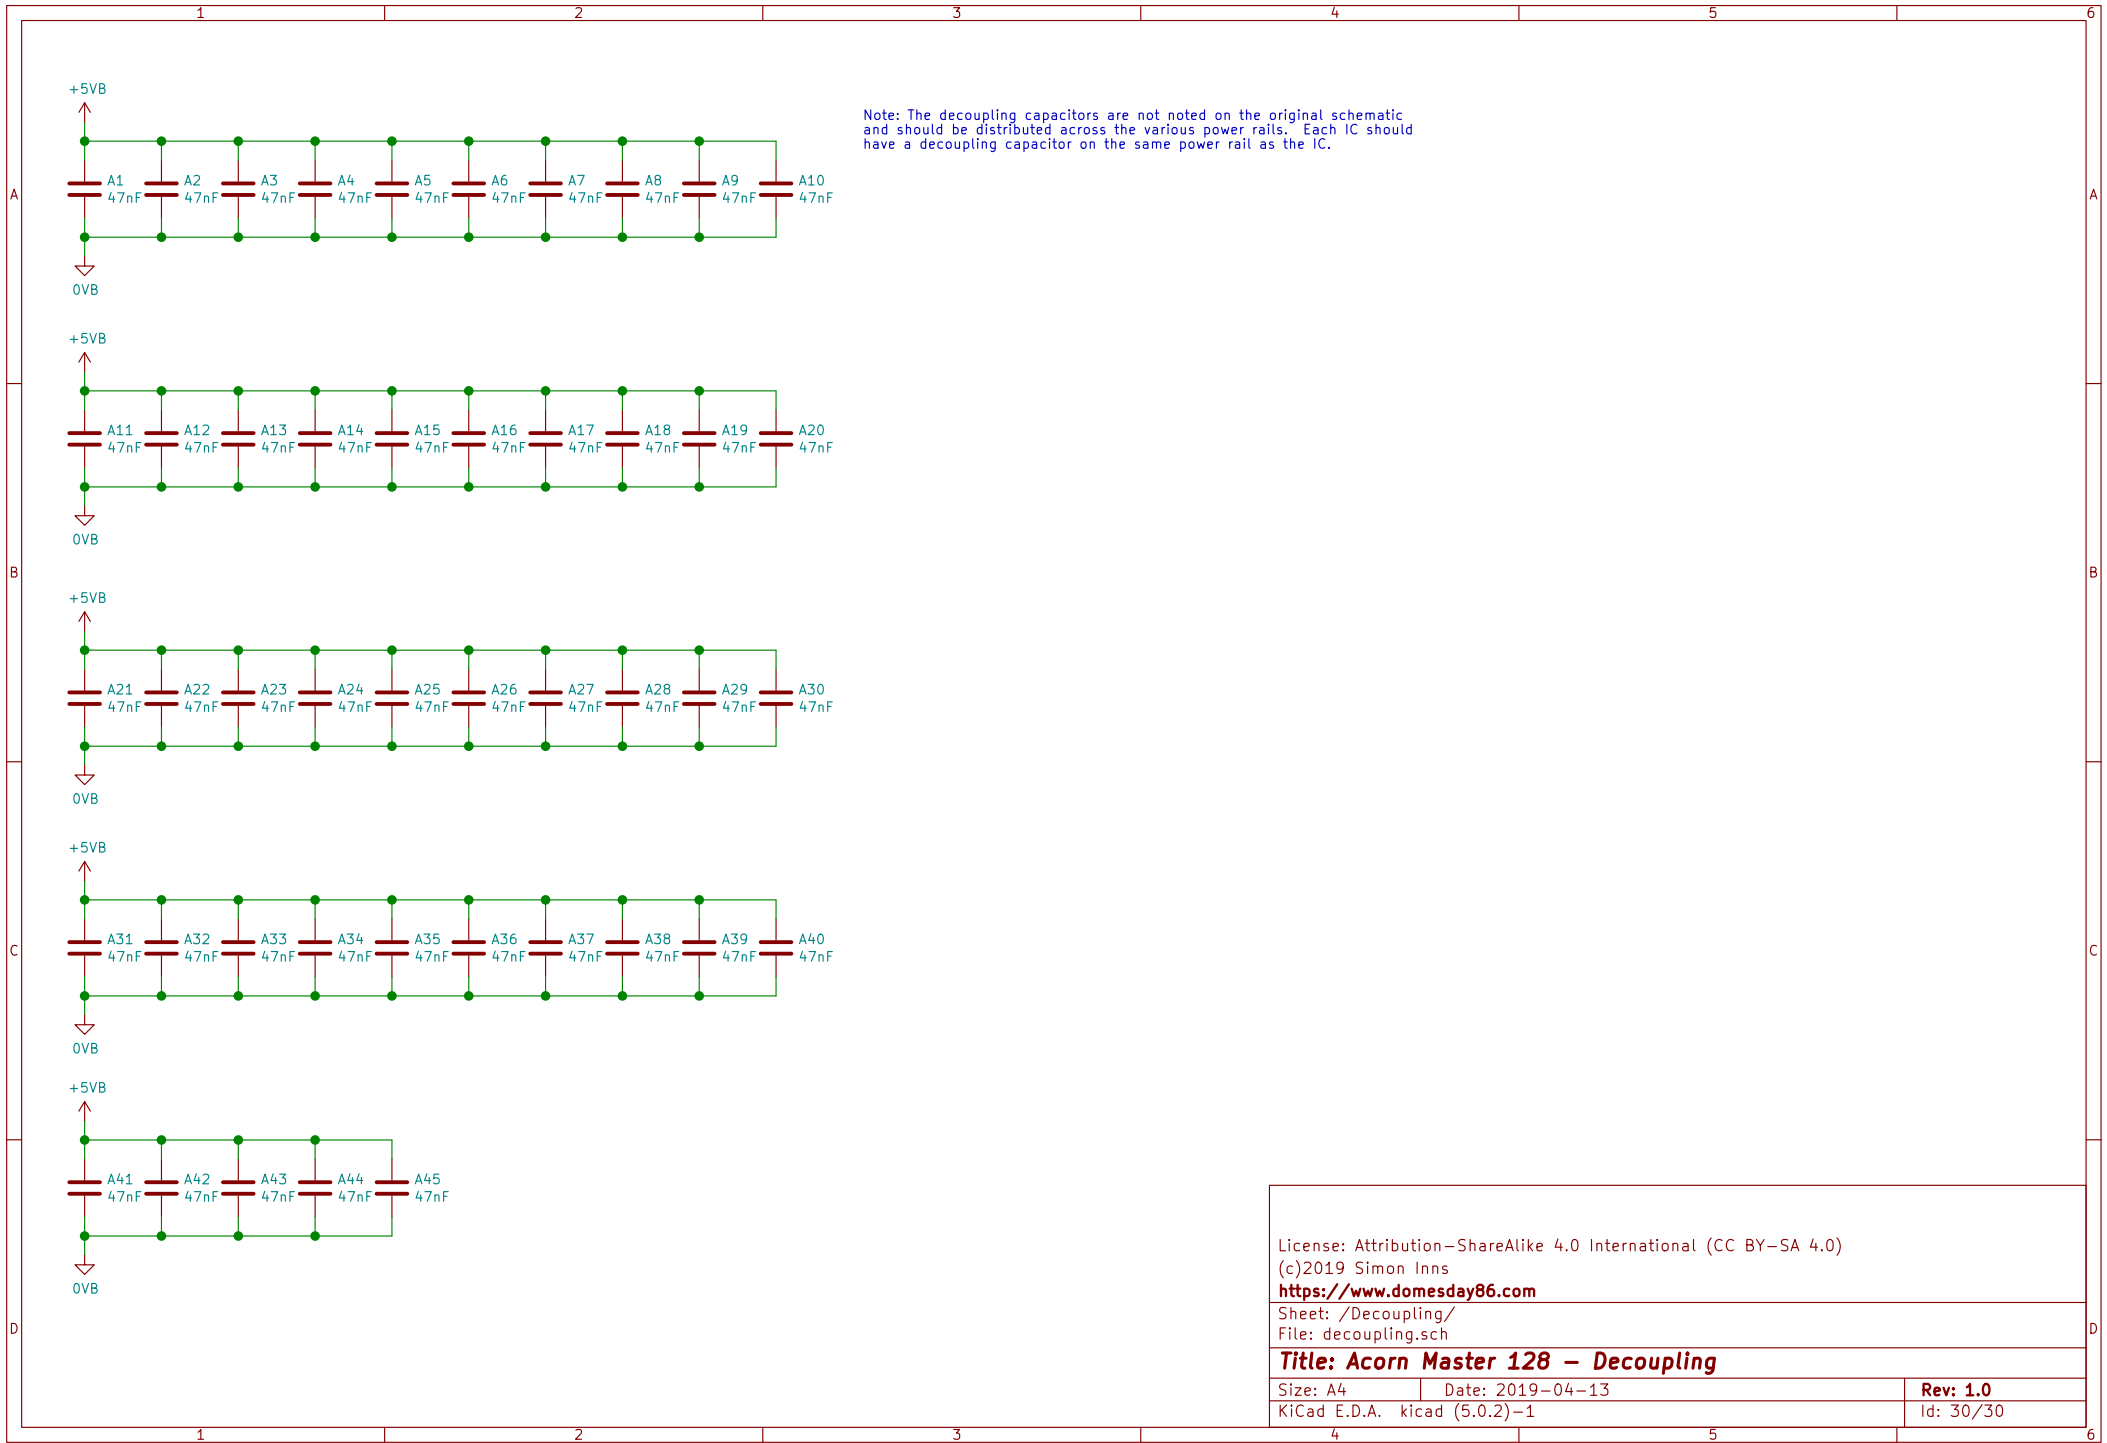 1 2 3 4 5 6
+5VB
Note: The decoupling capacitors are not noted on the original schematic
and should be distributed across the various power rails.  Each IC should
have a decoupling capacitor on the same power rail as the IC.
A1 A2 A3 A4 A5 A6 A7 A8 A9 A10
A A
47nF 47nF 47nF 47nF 47nF 47nF 47nF 47nF 47nF 47nF
0VB
+5VB
A11 A12 A13 A14 A15 A16 A17 A18 A19 A20
47nF 47nF 47nF 47nF 47nF 47nF 47nF 47nF 47nF 47nF
0VB
B B
+5VB
A21 A22 A23 A24 A25 A26 A27 A28 A29 A30
47nF 47nF 47nF 47nF 47nF 47nF 47nF 47nF 47nF 47nF
0VB
+5VB
A31 A32 A33 A34 A35 A36 A37 A38 A39 A40
C C
47nF 47nF 47nF 47nF 47nF 47nF 47nF 47nF 47nF 47nF
0VB
+5VB
A41 A42 A43 A44 A45
47nF 47nF 47nF 47nF 47nF
0VB
License: Attribution-ShareAlike 4.0 International (CC BY-SA 4.0)
(c)2019 Simon Inns
https://www.domesday86.com
Sheet: /Decoupling/
D D
File: decoupling.sch
Title: Acorn Master 128 - Decoupling
Size: A4 Date: 2019-04-13 Rev: 1.0
KiCad E.D.A.  kicad (5.0.2)-1 Id: 30/30
1 2 3 4 5 6